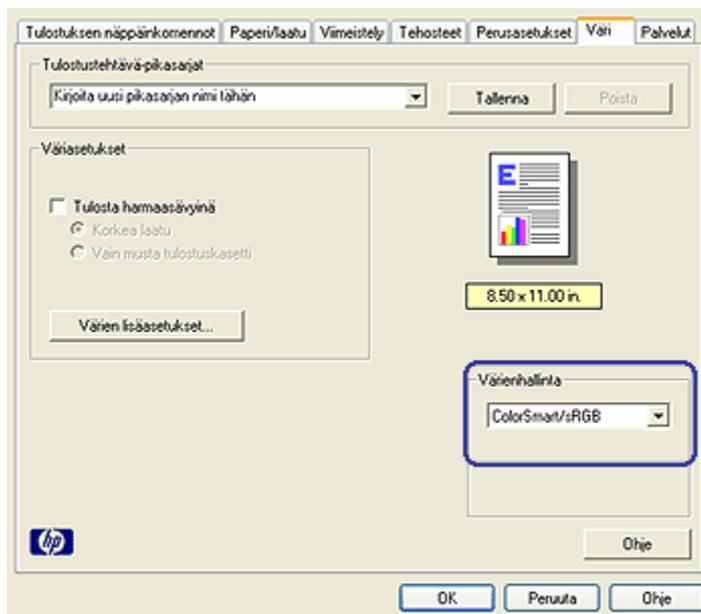 Tulostuksen näppäinkomennot Paperi/laatu Viimeistely Tehosteet Perusasetukset Väri Palvelut
Tulostustehtävä-pikasarjat
Kirjoita uusi pikasarjan nimi tähän Tallenna Poista
Väriasetukset
Tulosta harmaasävyinä
Korkea laatu
Vain musta tulostuskasetti
Värien lisäasetukset...
E
8.50 x 11.00 in.
Värienhallinta
ColorSmart/sRGB
hp
Ohje
OK Peruuta Ohje